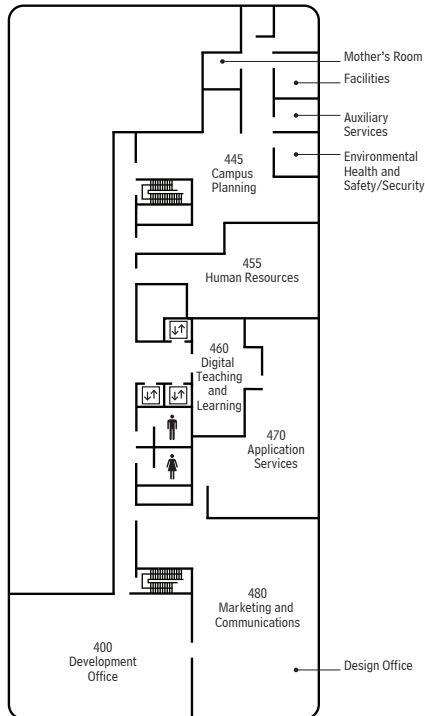 Mother's Room
Facilities
Auxiliary
Services
Environmental
Health and
Safety/Security
445
Campus
Planning
455
Human Resources
460
Digital
Teaching
and
Learning
470
Application
Services
480
Marketing and
Communications
400
Development
Office
Design Office